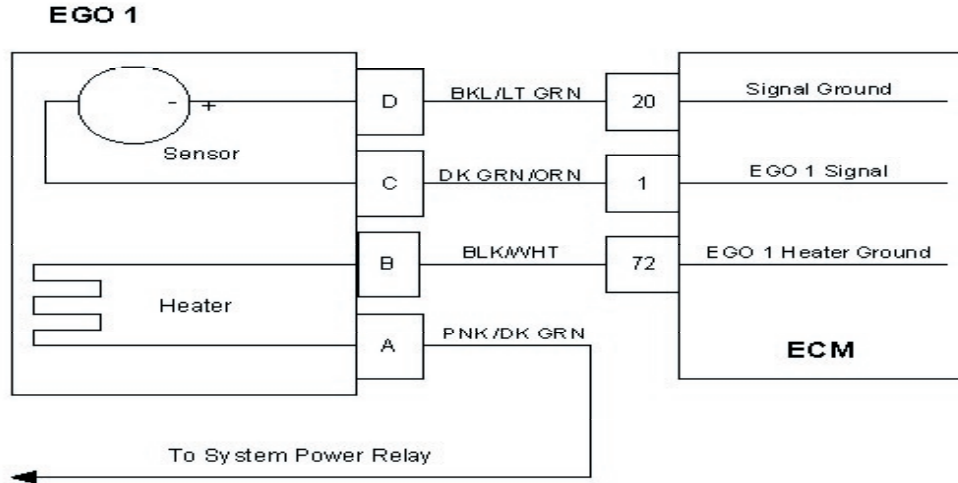 EGO 1
D BKL/LT GRN 20 Signal Ground
- +
Sensor
C DK GRN/ORN 1 EGO 1 Signal
B BLK/WHT 72 EGO 1 Heater Ground
Heater
A PNK/DK GRN
ECM
To System Power Relay